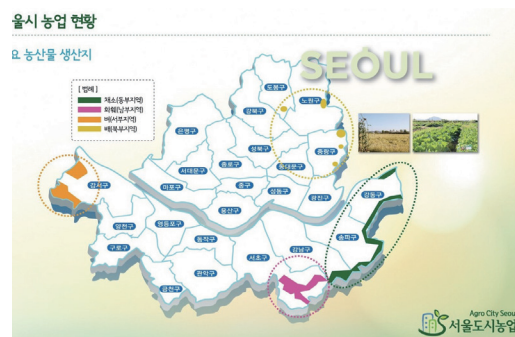 울시 농업 현황
요 농산물 생산지
SEOUL
[ 범례 ]
채소(동부지역)
화훼(남부지역)
벼(서부지역)
배(북부지역)
도봉구
노원구
강북구
은평구
성북구
중랑구
종로구
동대문구
서대문구
마포구
중구
성동구
광진구
용산구
강서구
양천구
영등포구
구로구
동작구
금천구
관악구
서초구
강남구
송파구
강동구
Agro City Seou
서울도시농업